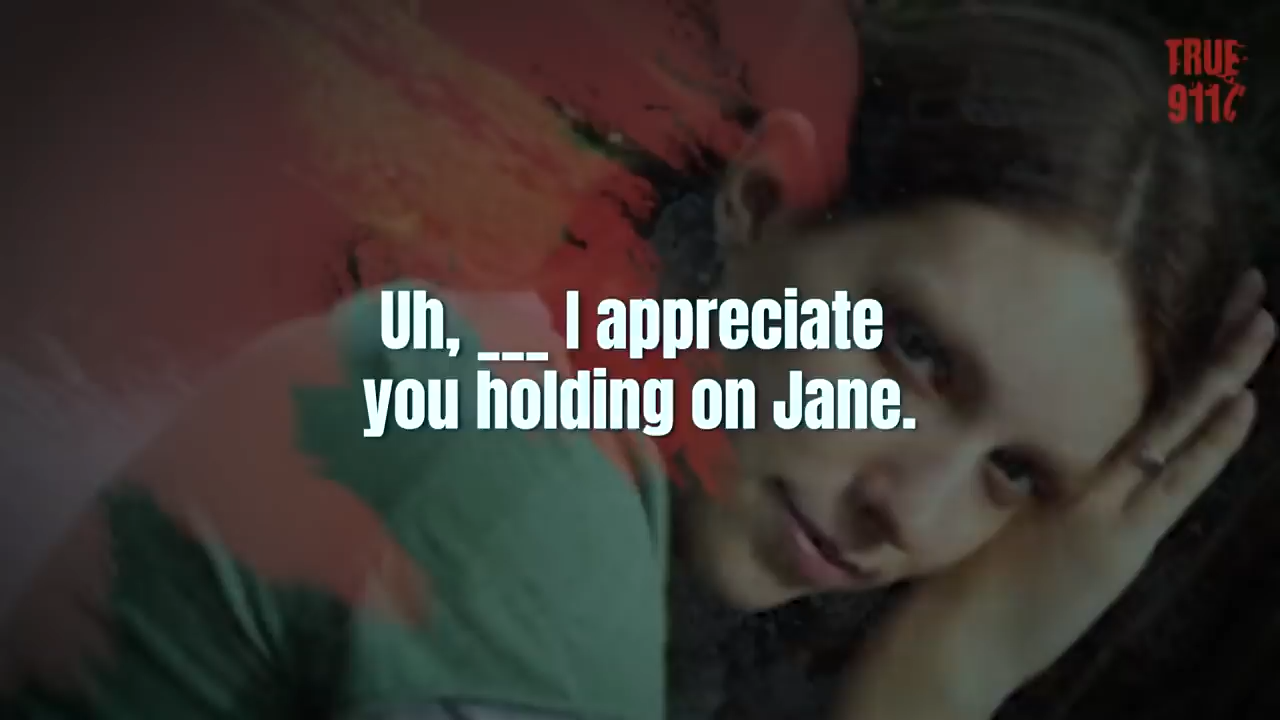 TRUE
911
Uh, ___ I appreciate
you holding on Jane.